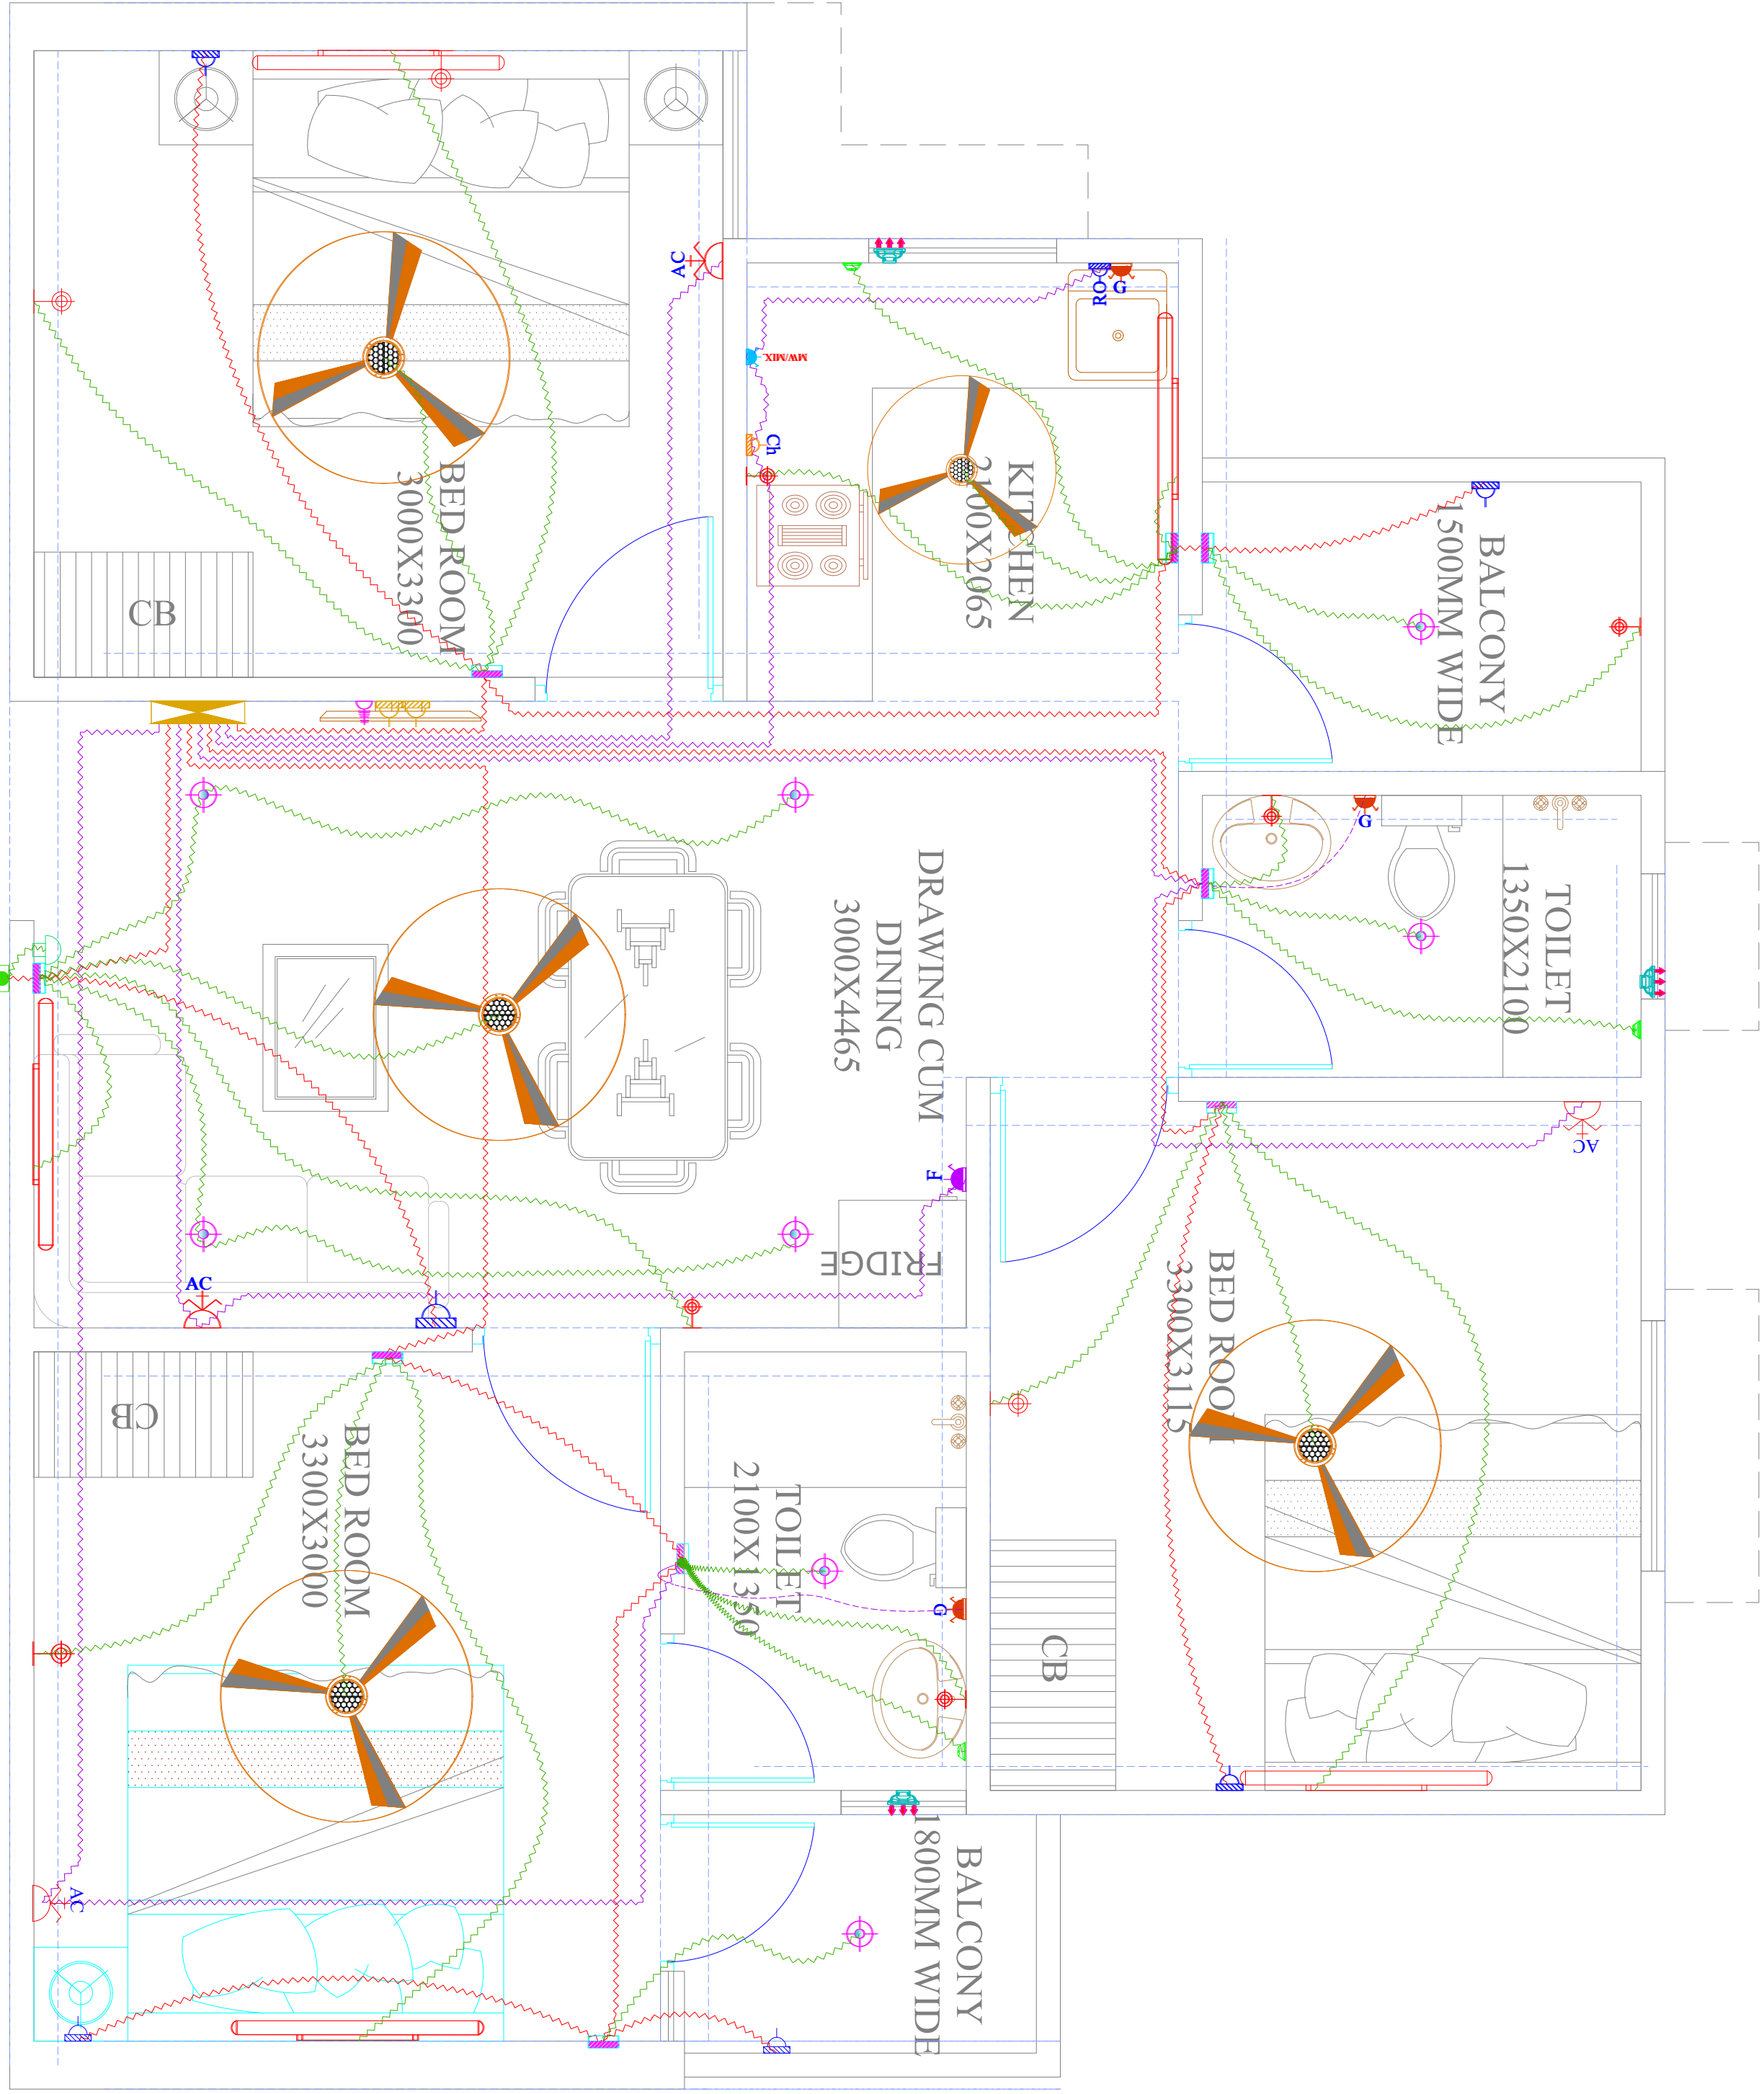 AC
RO
G
MW/MIX.
Ch
BED ROOM
3000X3300
CB
KITCHEN
2100X2065
BALCONY
1500MM WIDE
G
TOILET
1350X2100
DRAWING CUM
DINING
3000X4465
AC
F
FRIDGE
AC
BED ROOM
3300X3115
CB
BED ROOM
3300X3000
TOILET
2100X1350
G
CB
AC
BALCONY
1800MM WIDE